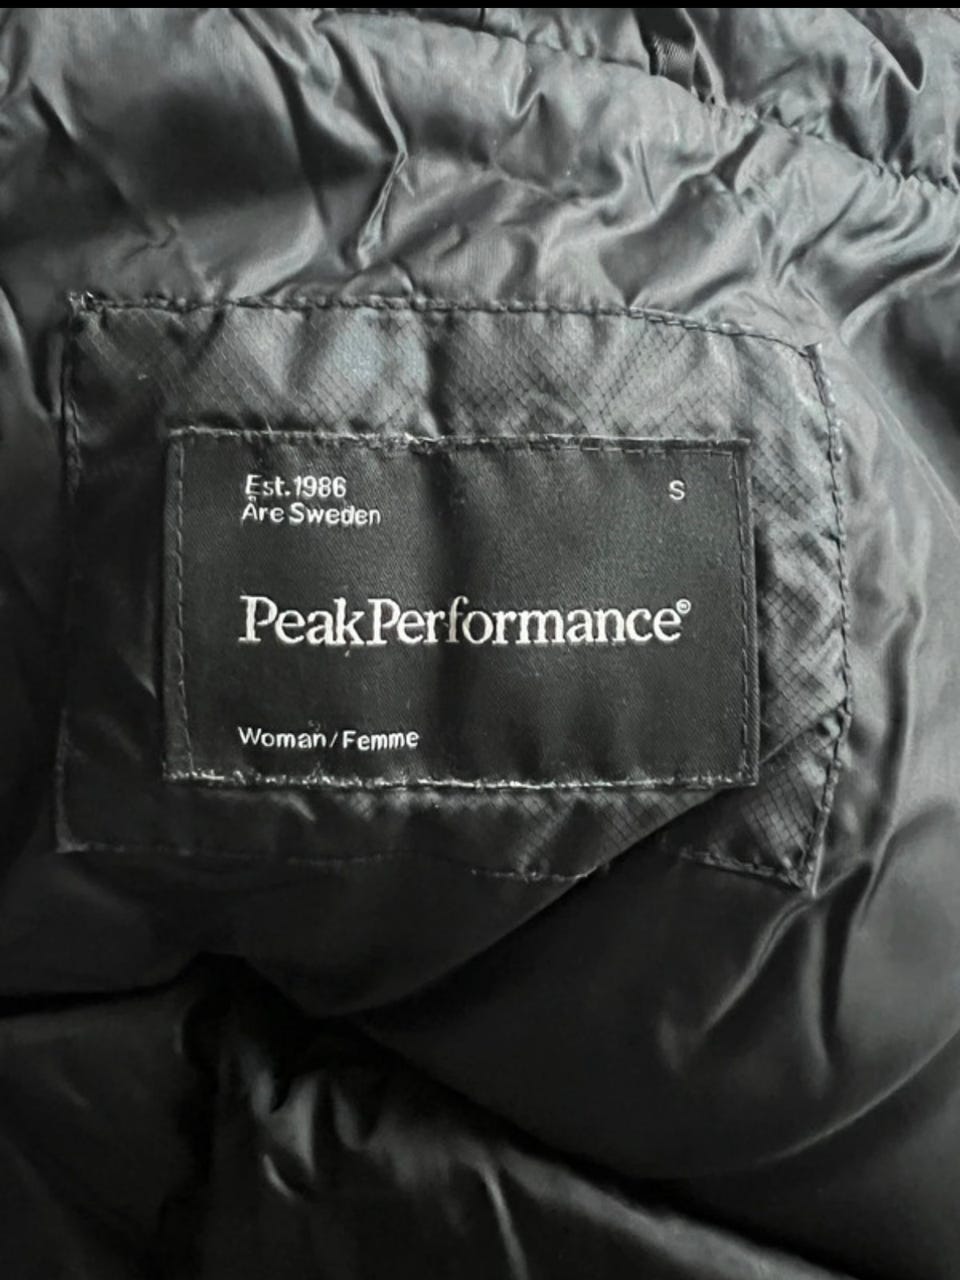 Est.1986
Åre Sweden
S
PeakPerformance®
Woman/Femme